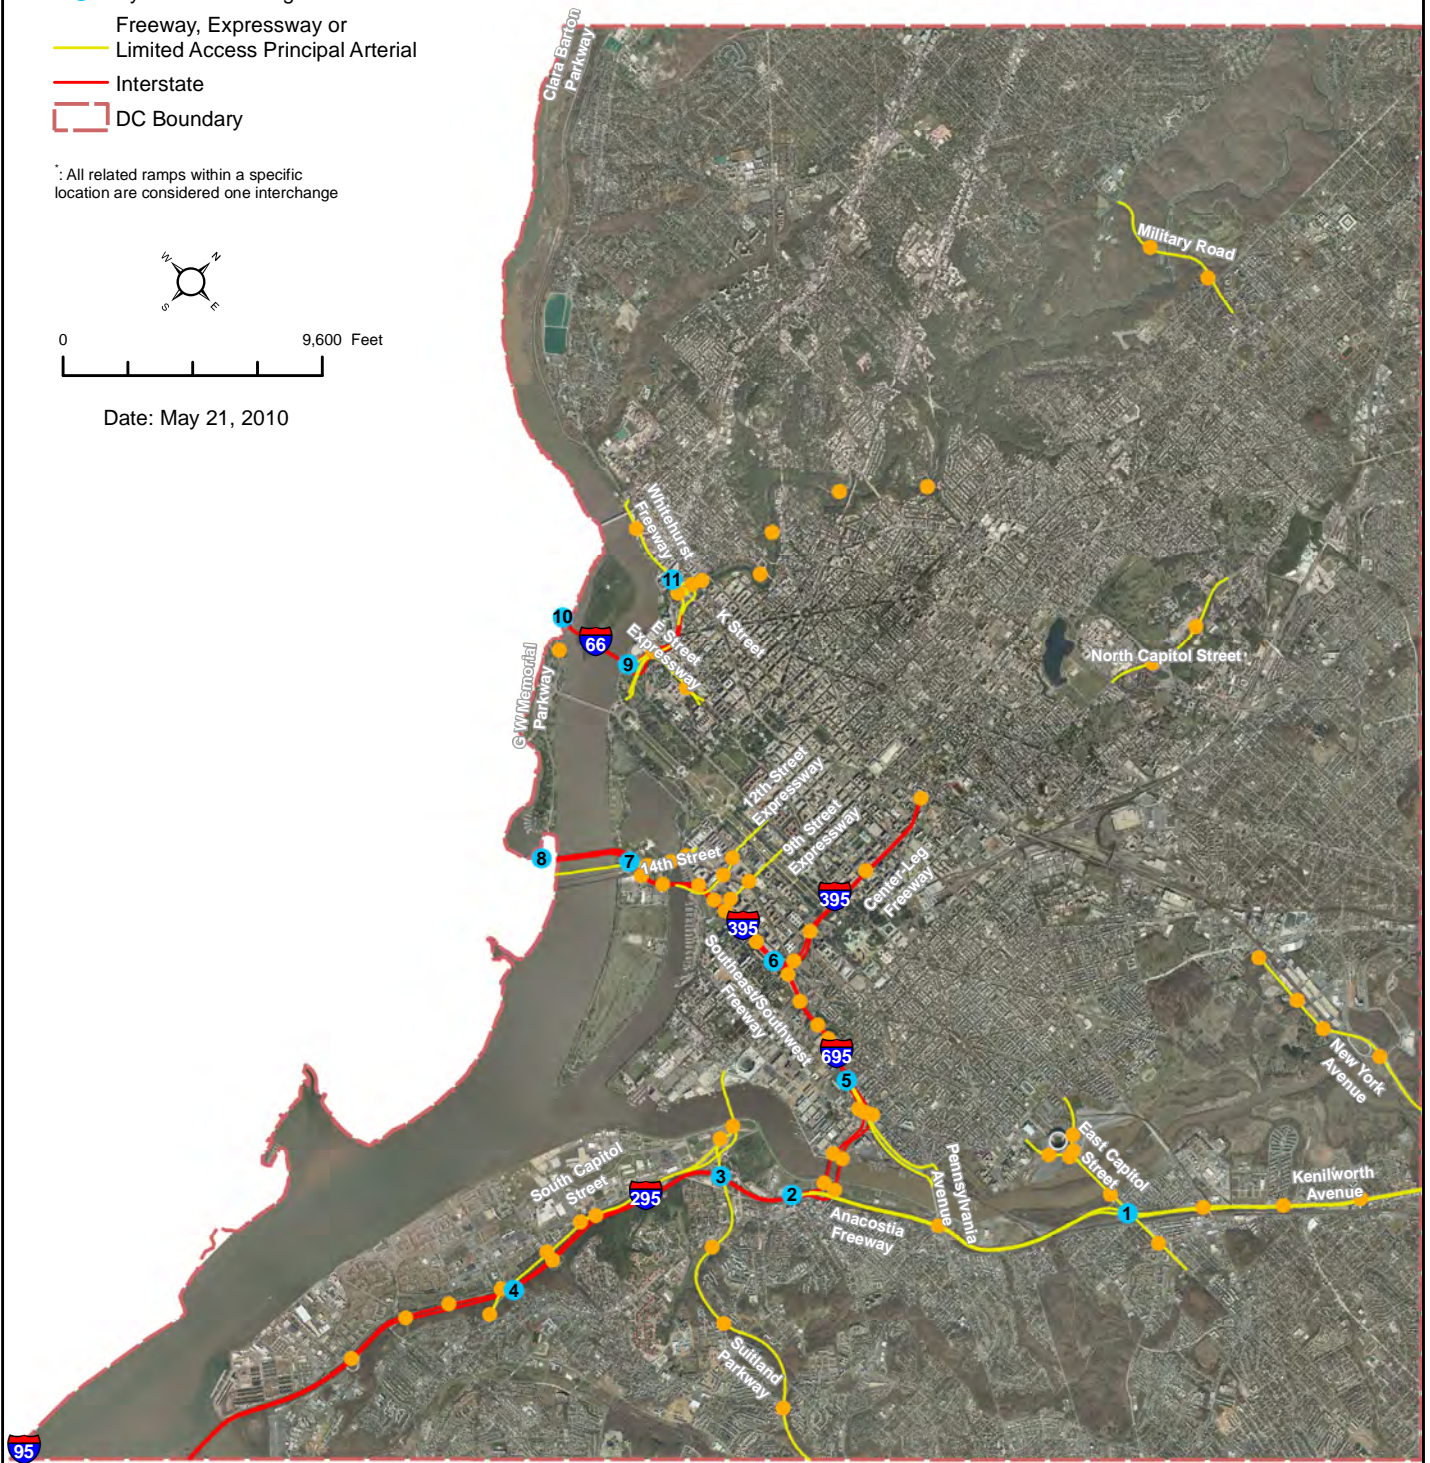 Freeway, Expressway or
Limited Access Principal Arterial
Interstate
DC Boundary
*: All related ramps within a specific
location are considered one interchange
W
N
S
E
0
9,600 Feet
Date: May 21, 2010
Clara Barton
Parkway
Military Road
Whitehurst
Freeway
11
10
66
9
E Street
Expressway
K Street
North Capitol Street
G W Memorial
Parkway
12th Street
Expressway
9th Street
Expressway
8
7
14th Street
395
Center-Leg
Freeway
395
6
Southeast/Southwest
Freeway
695
5
New York
Avenue
East Capitol
Street
Pennsylvania
Avenue
Kenilworth
Avenue
South Capitol
Street
295
3
2
1
Anacostia
Freeway
4
Suitland
Parkway
95